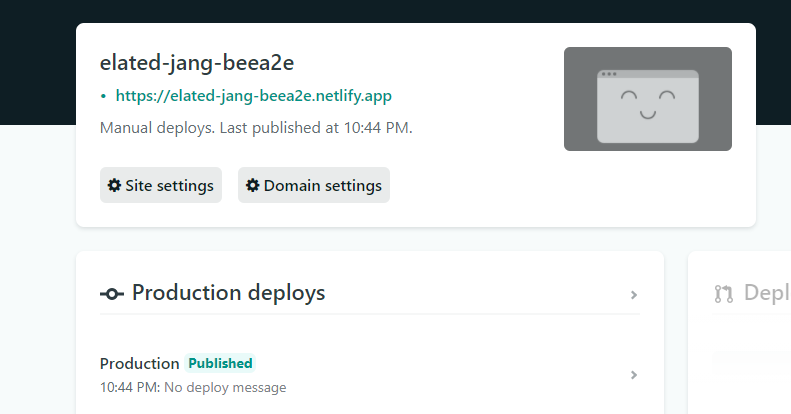 elated-jang-beea2e
• https://elated-jang-beea2e.netlify.app
Manual deploys. Last published at 10:44 PM.
Site settings
Domain settings
Production deploys
Production Published
10:44 PM: No deploy message
Depl